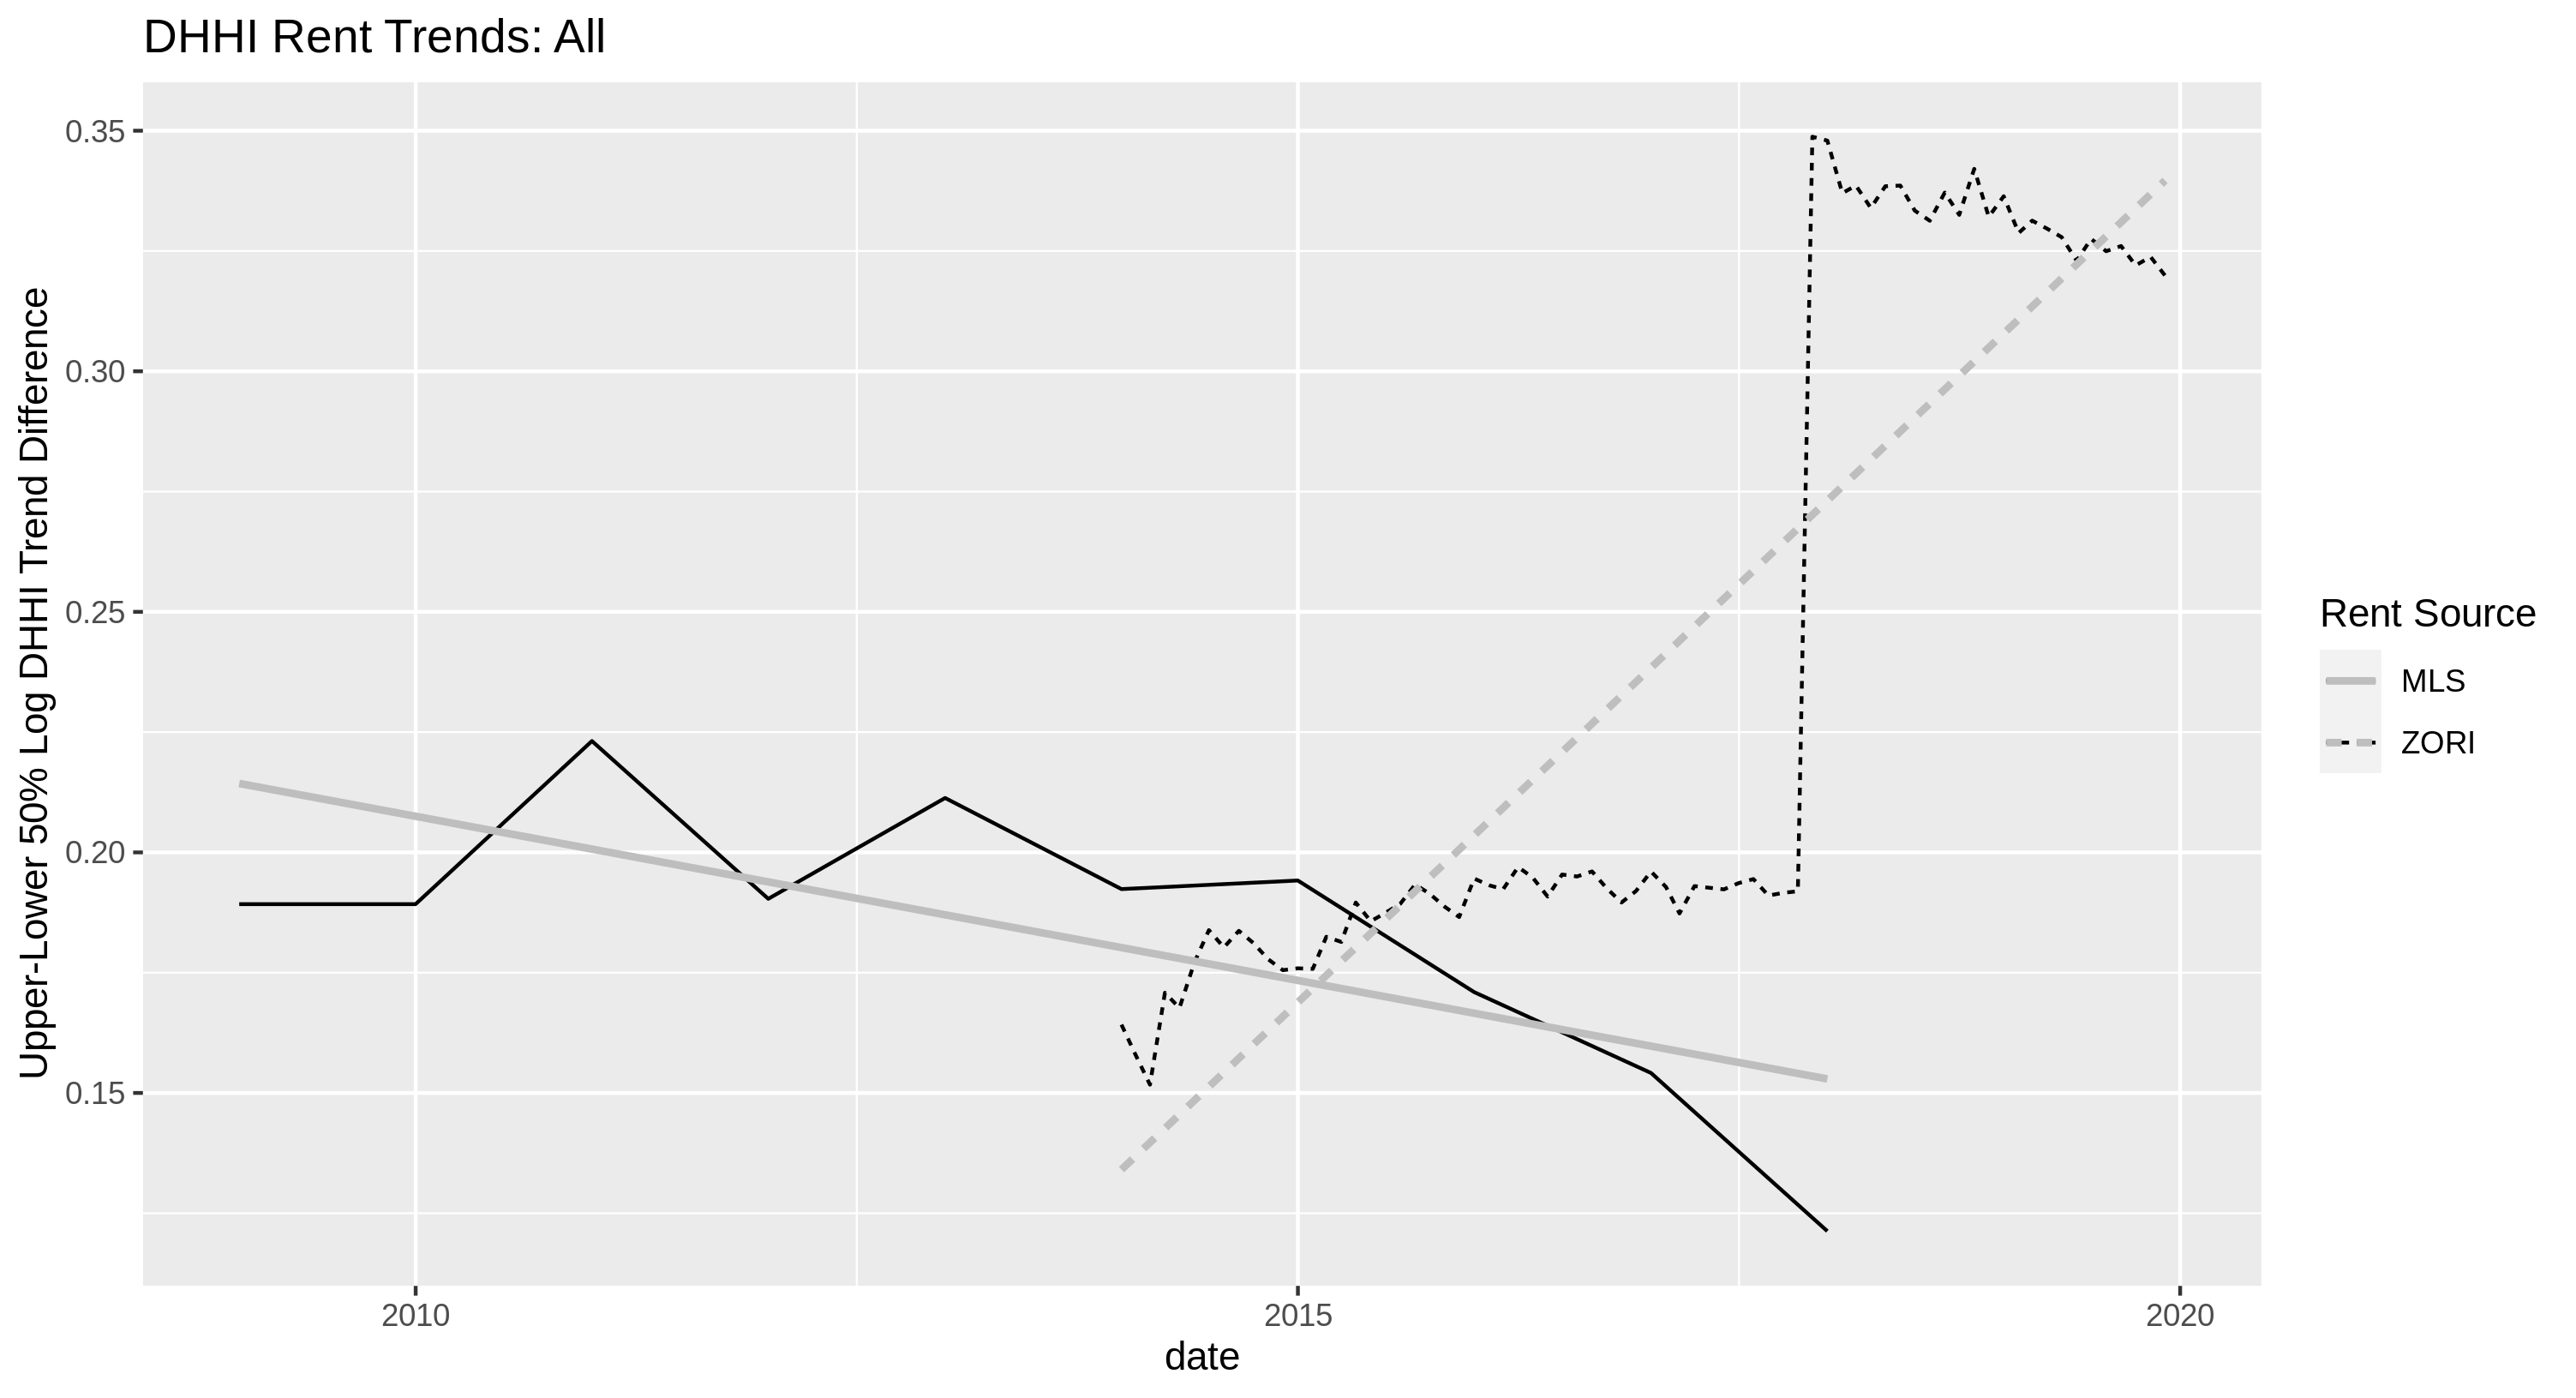 DHHI Rent Trends: All
Upper-Lower 50% Log DHHI Trend Difference
0.35
0.30
0.25
0.20
0.15
2010
2015
2020
date
Rent Source
MLS
ZORI